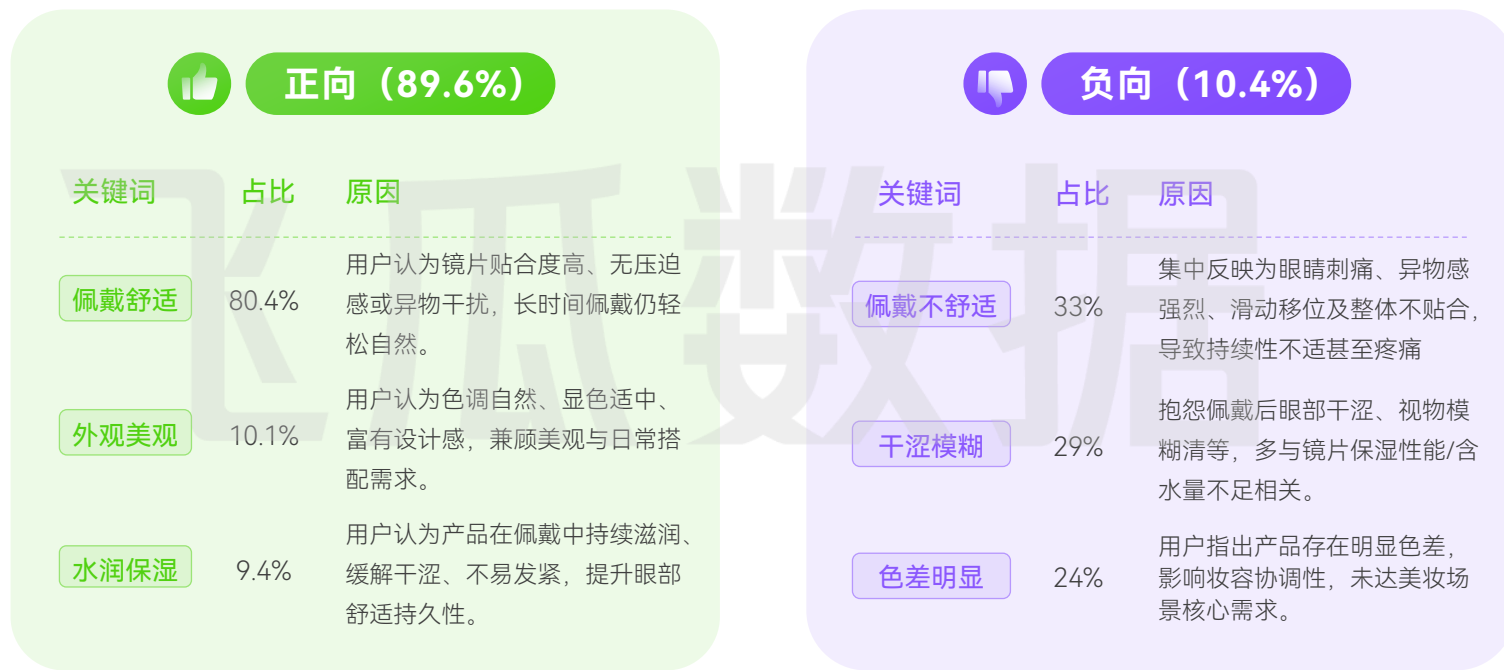 正向（89.6%）
关键词 占比 原因
佩戴舒适 80.4%
用户认为镜片贴合度高、无压迫
感或异物干扰，长时间佩戴仍轻
松自然。
外观美观 10.1%
用户认为色调自然、显色适中、
富有设计感，兼顾美观与日常搭
配需求。
水润保湿 9.4%
用户认为产品在佩戴中持续滋润、
缓解干涩、不易发紧，提升眼部
舒适持久性。
负向（10.4%）
关键词 占比 原因
佩戴不舒适 33%
集中反映为眼睛刺痛、异物感
强烈、滑动移位及整体不贴合，
导致持续性不适甚至疼痛
干涩模糊 29%
抱怨佩戴后眼部干涩、视物模
糊清等，多与镜片保湿性能/含
水量不足相关。
色差明显 24%
用户指出产品存在明显色差，
影响妆容协调性，未达美妆场
景核心需求。
飞瓜数据